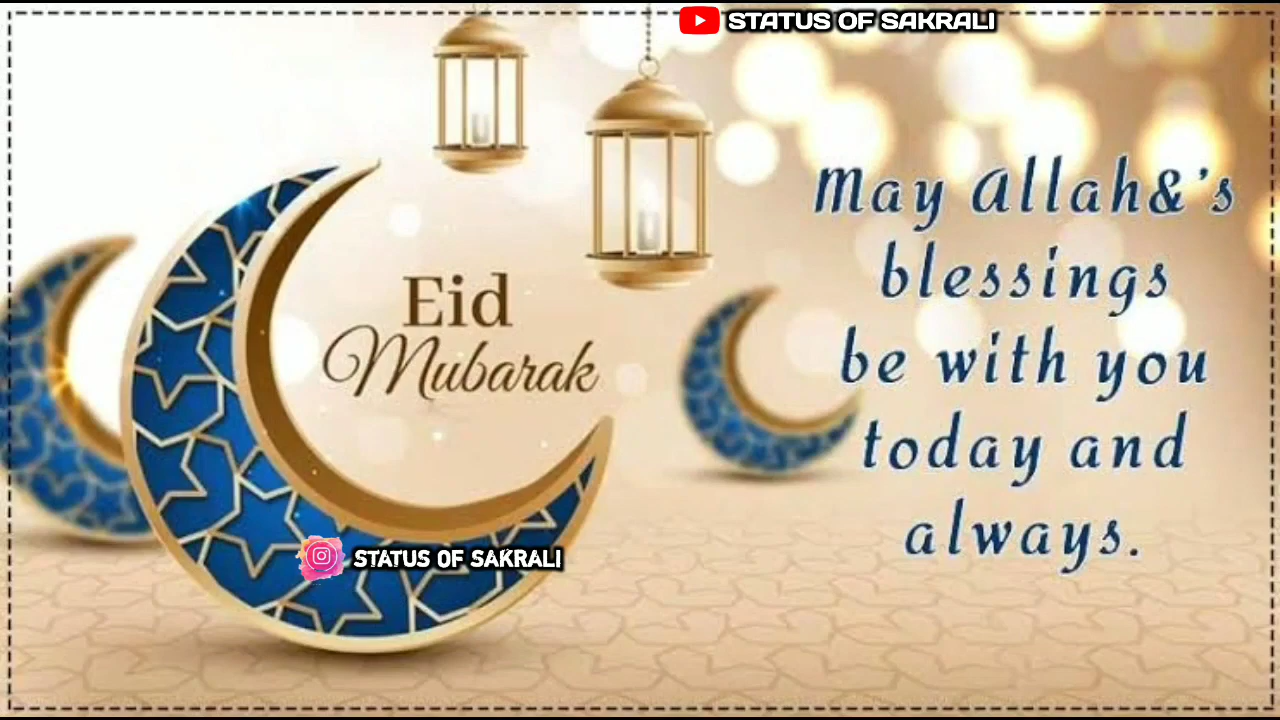 STATUS OF SAKRALI
Eid
Mubarak
May Allah&'s
blessings
be with you
today and
always.
STATUS OF SAKRALI